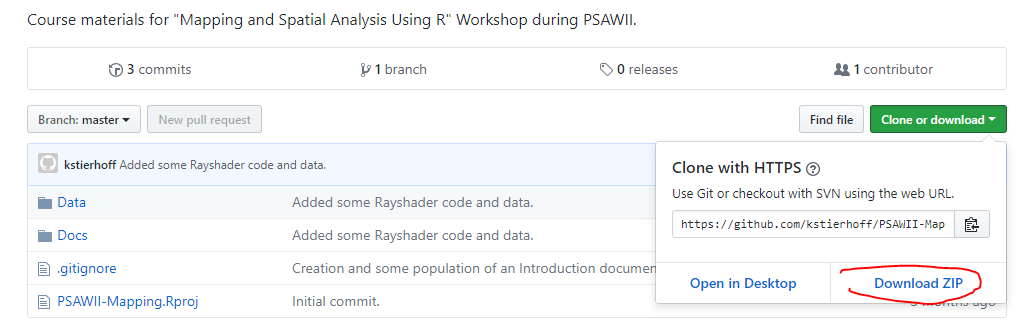 Course materials for "Mapping and Spatial Analysis Using R" Workshop during PSAWII.
3 commits
1 branch
0 releases
1 contributor
Branch: master
New pull request
Find file
Clone or download
kstierhoff Added some Rayshader code and data.
Clone with HTTPS
Use Git or checkout with SVN using the web URL.
https://github.com/kstierhoff/PSAWII-Map
Open in Desktop
Download ZIP
Data
Added some Rayshader code and data.
Docs
Added some Rayshader code and data.
.gitignore
Creation and some population of an Introduction documen
PSAWII-Mapping.Rproj
Initial commit.
months ago